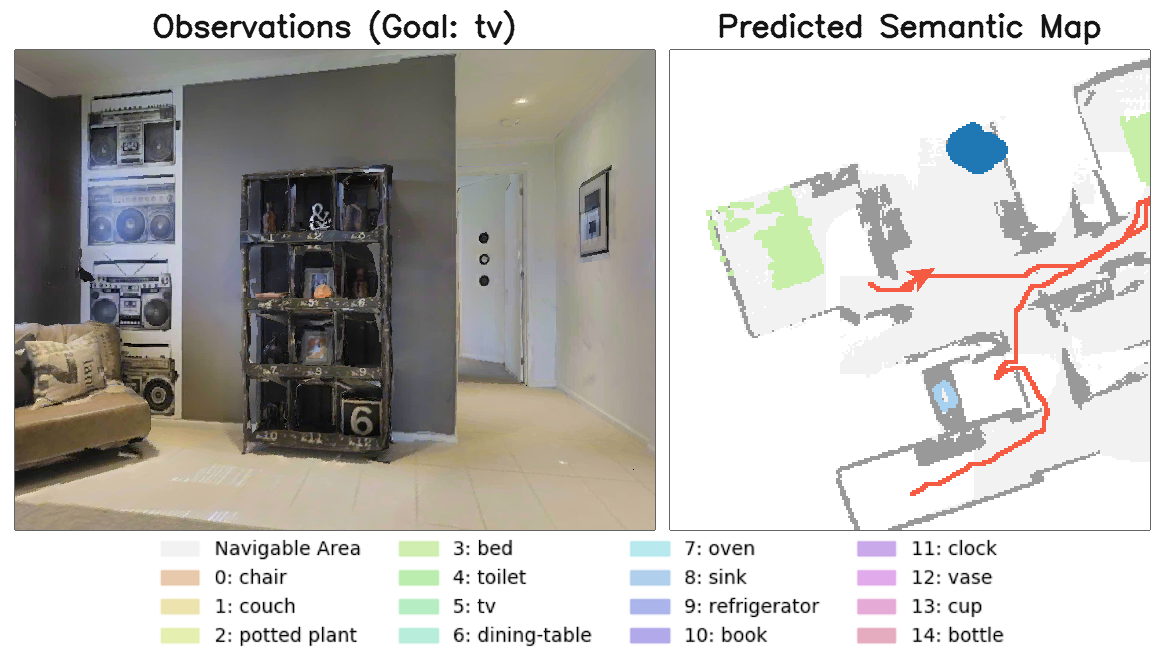 Observations (Goal: tv)
Predicted Semantic Map
&
6
Navigable Area
0: chair
1: couch
2: potted plant
3: bed
4: toilet
5: tv
6: dining-table
7: oven
8: sink
9: refrigerator
10: book
11: clock
12: vase
13: cup
14: bottle